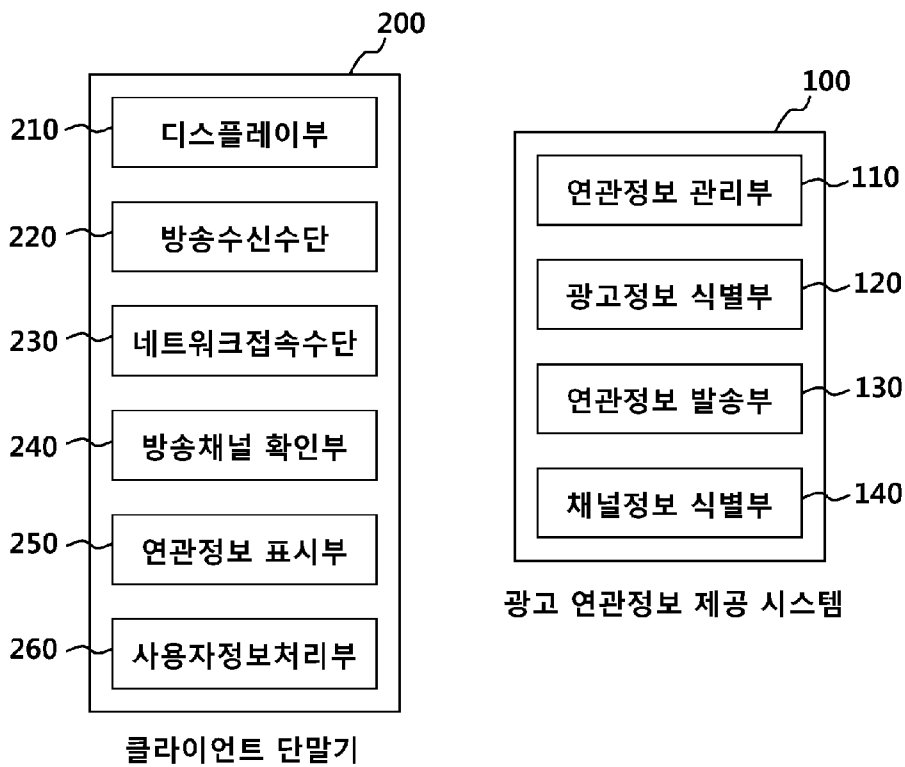 200
210
디스플레이부
220
방송수신수단
230
네트워크접속수단
240
방송채널 확인부
250
연관정보 표시부
260
사용자정보처리부
클라이언트 단말기
100
연관정보 관리부
110
광고정보 식별부
120
연관정보 발송부
130
채널정보 식별부
140
광고 연관정보 제공 시스템